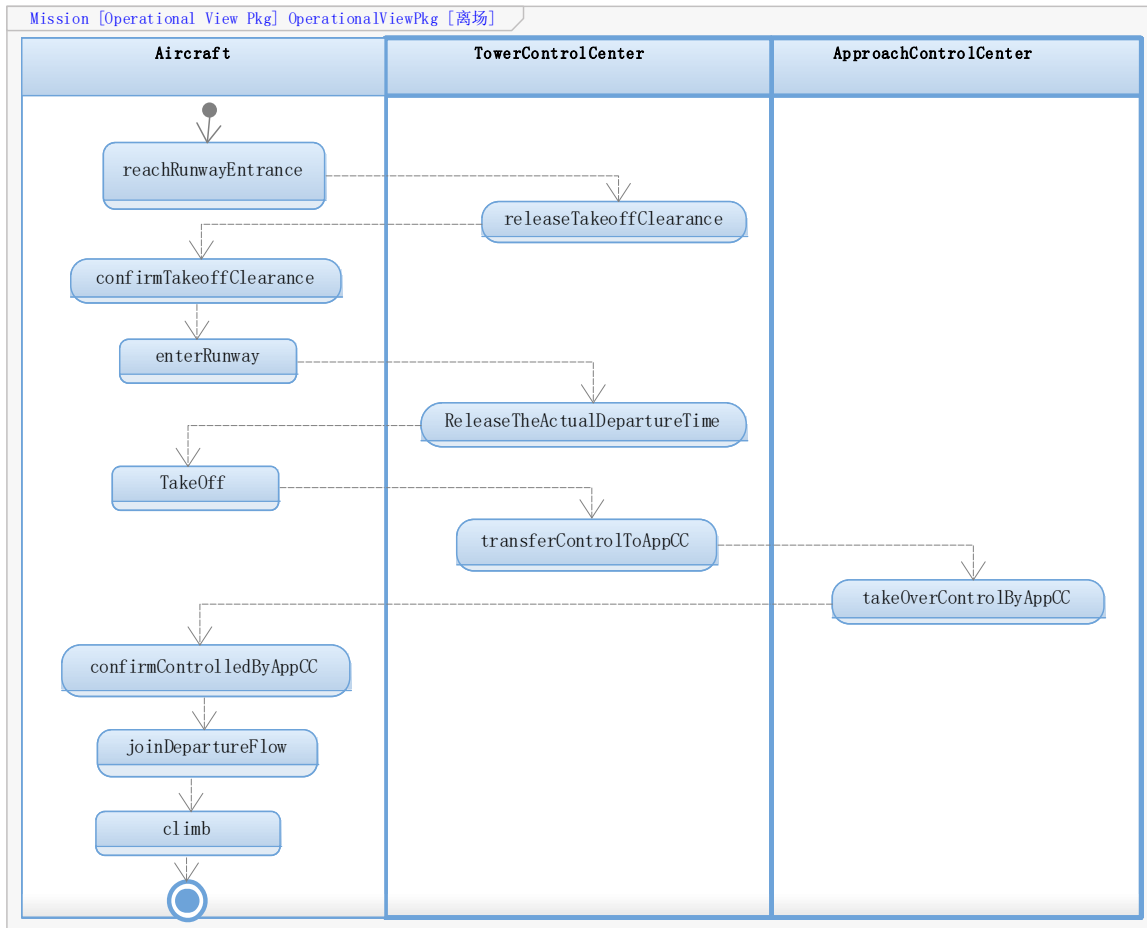 Mission [Operational View Pkg] OperationalViewPkg [离场]
Aircraft
TowerControlCenter
ApproachControlCenter
reachRunwayEntrance
releaseTakeoffClearance
confirmTakeoffClearance
enterRunway
ReleaseTheActualDepartureTime
TakeOff
transferControlToAppCC
takeOverControlByAppCC
confirmControlledByAppCC
joinDepartureFlow
climb